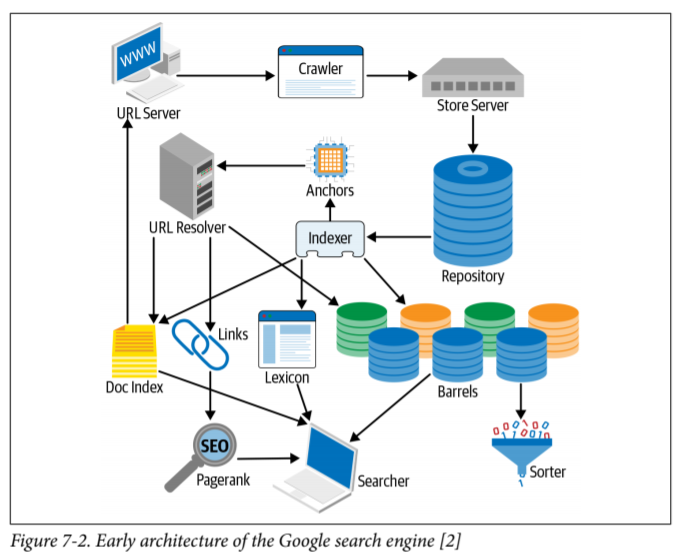 WWW
Crawler
URL Server
Store Server
Anchors
URL Resolver
Indexer
Repository
Links
Doc Index
Lexicon
Barrels
SEO
Pagerank
Searcher
Sorter
Figure 7-2. Early architecture of the Google search engine [2]